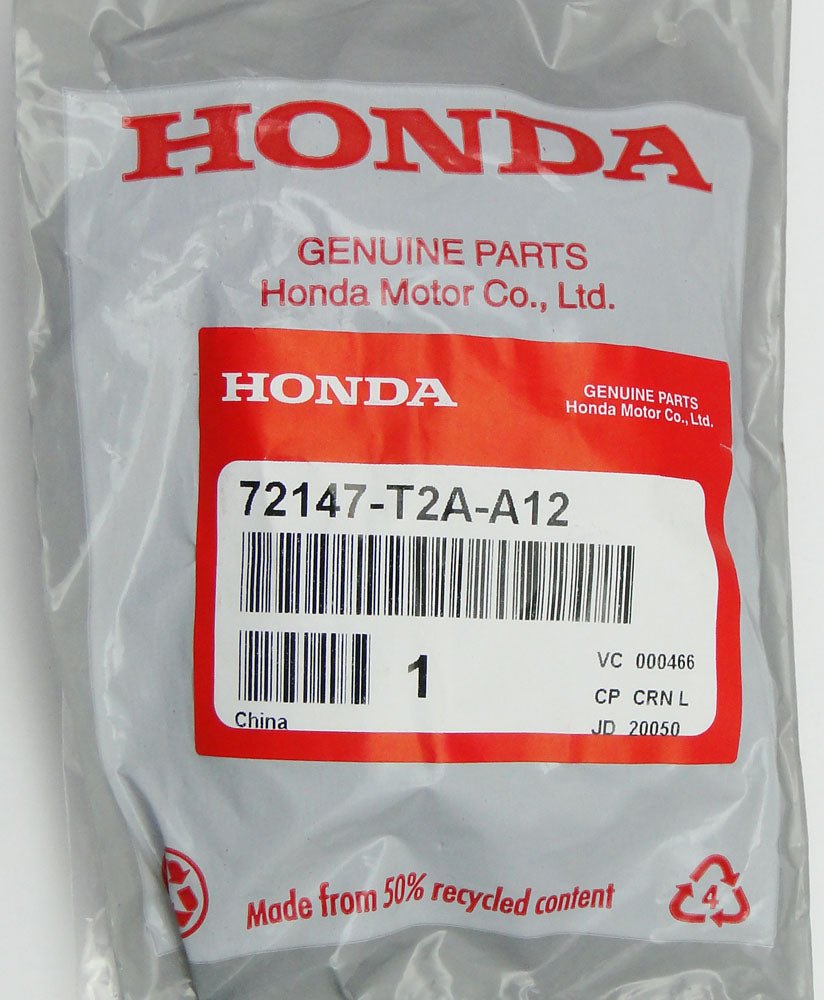 HONDA
GENUINE PARTS
Honda Motor Co., Ltd.
HONDA
GENUINE PARTS
Honda Motor Co., Ltd.
72147-T2A-A12
1
VC 000466
CP CRN L
China
JD 20050
Made from 50% recycled content
4